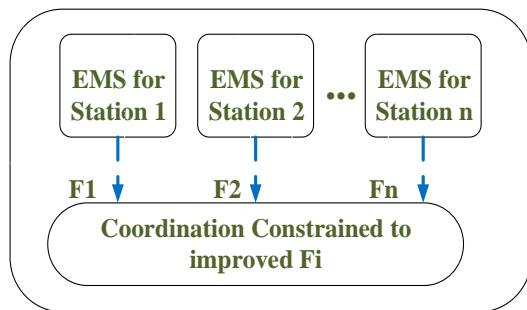 EMS for
Station 1
EMS for
Station 2
...
EMS for
Station n
F1
F2
Fn
Coordination Constrained to
improved Fi